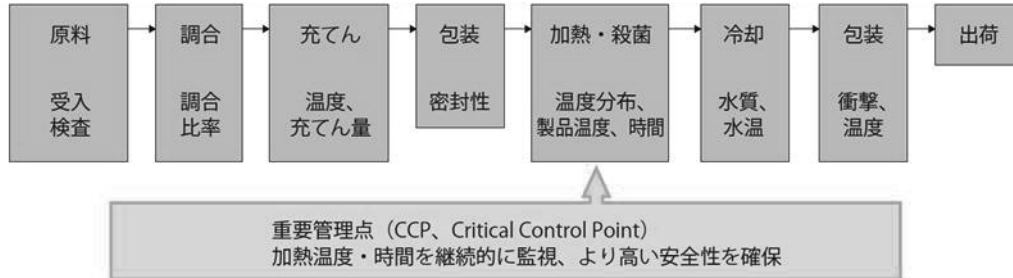 原料
受入
検査
調合
調合
比率
充てん
温度、
充てん量
包装
密封性
加熱・殺菌
温度分布、
製品温度、時間
冷却
水質、
水温
包装
衝撃、
温度
出荷
重要管理点（CCP、Critical Control Point）
加熱温度・時間を継続的に監視、より高い安全性を確保